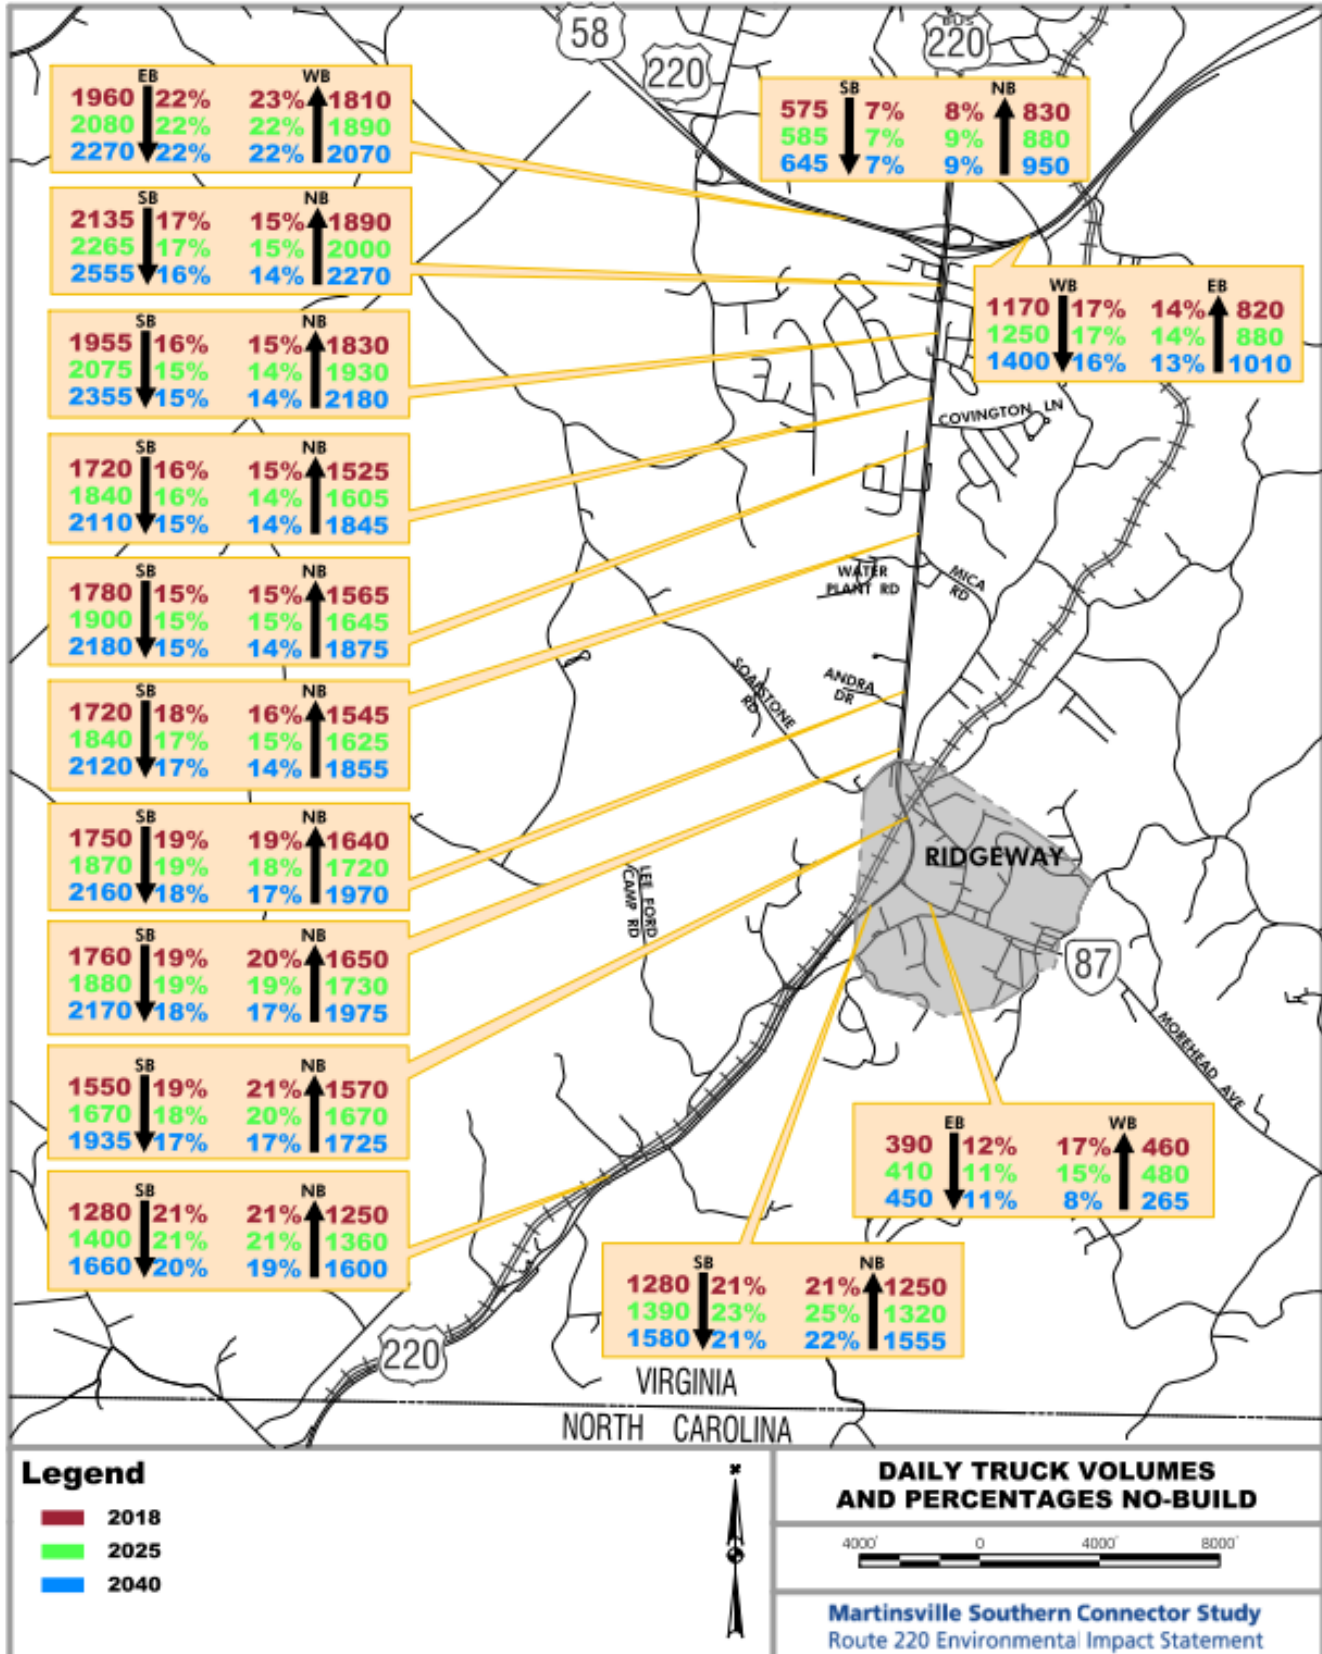 58
220
BUS
220
EB WB
1960 22% 23% 1810
2080 22% 22% 1890
2270 22% 22% 2070
SB NB
575 7% 8% 830
585 7% 9% 880
645 7% 9% 950
SB NB
2135 17% 15% 1890
2265 17% 15% 2000
2555 16% 14% 2270
WB EB
1170 17% 14% 820
1250 17% 14% 880
1400 16% 13% 1010
SB NB
1955 16% 15% 1830
2075 15% 14% 1930
2355 15% 14% 2180
COVINGTON LN
SB NB
1720 16% 15% 1525
1840 16% 14% 1605
2110 15% 14% 1845
SB NB
1780 15% 15% 1565
1900 15% 15% 1645
2180 15% 14% 1875
WATER
PLANT RD
MICA
RD
SOAPSTONE
RD
ANDRA
DR
SB NB
1720 18% 16% 1545
1840 17% 15% 1625
2120 17% 14% 1855
SB NB
1750 19% 19% 1640
1870 19% 18% 1720
2160 18% 17% 1970
RIDGEWAY
LEE FORD
CAMP RD
87
MOREHEAD AVE
SB NB
1760 19% 20% 1650
1880 19% 19% 1730
2170 18% 17% 1975
SB NB
1550 19% 21% 1570
1670 18% 20% 1670
1935 17% 17% 1725
EB WB
390 12% 17% 460
410 11% 15% 480
450 11% 8% 265
SB NB
1280 21% 21% 1250
1400 21% 21% 1360
1660 20% 19% 1600
SB NB
1280 21% 21% 1250
1390 23% 25% 1320
1580 21% 22% 1555
220
VIRGINIA
NORTH CAROLINA
Legend
2018
2025
2040
DAILY TRUCK VOLUMES
AND PERCENTAGES NO-BUILD
4000' 0 4000' 8000'
Martinsville Southern Connector Study
Route 220 Environmental Impact Statement